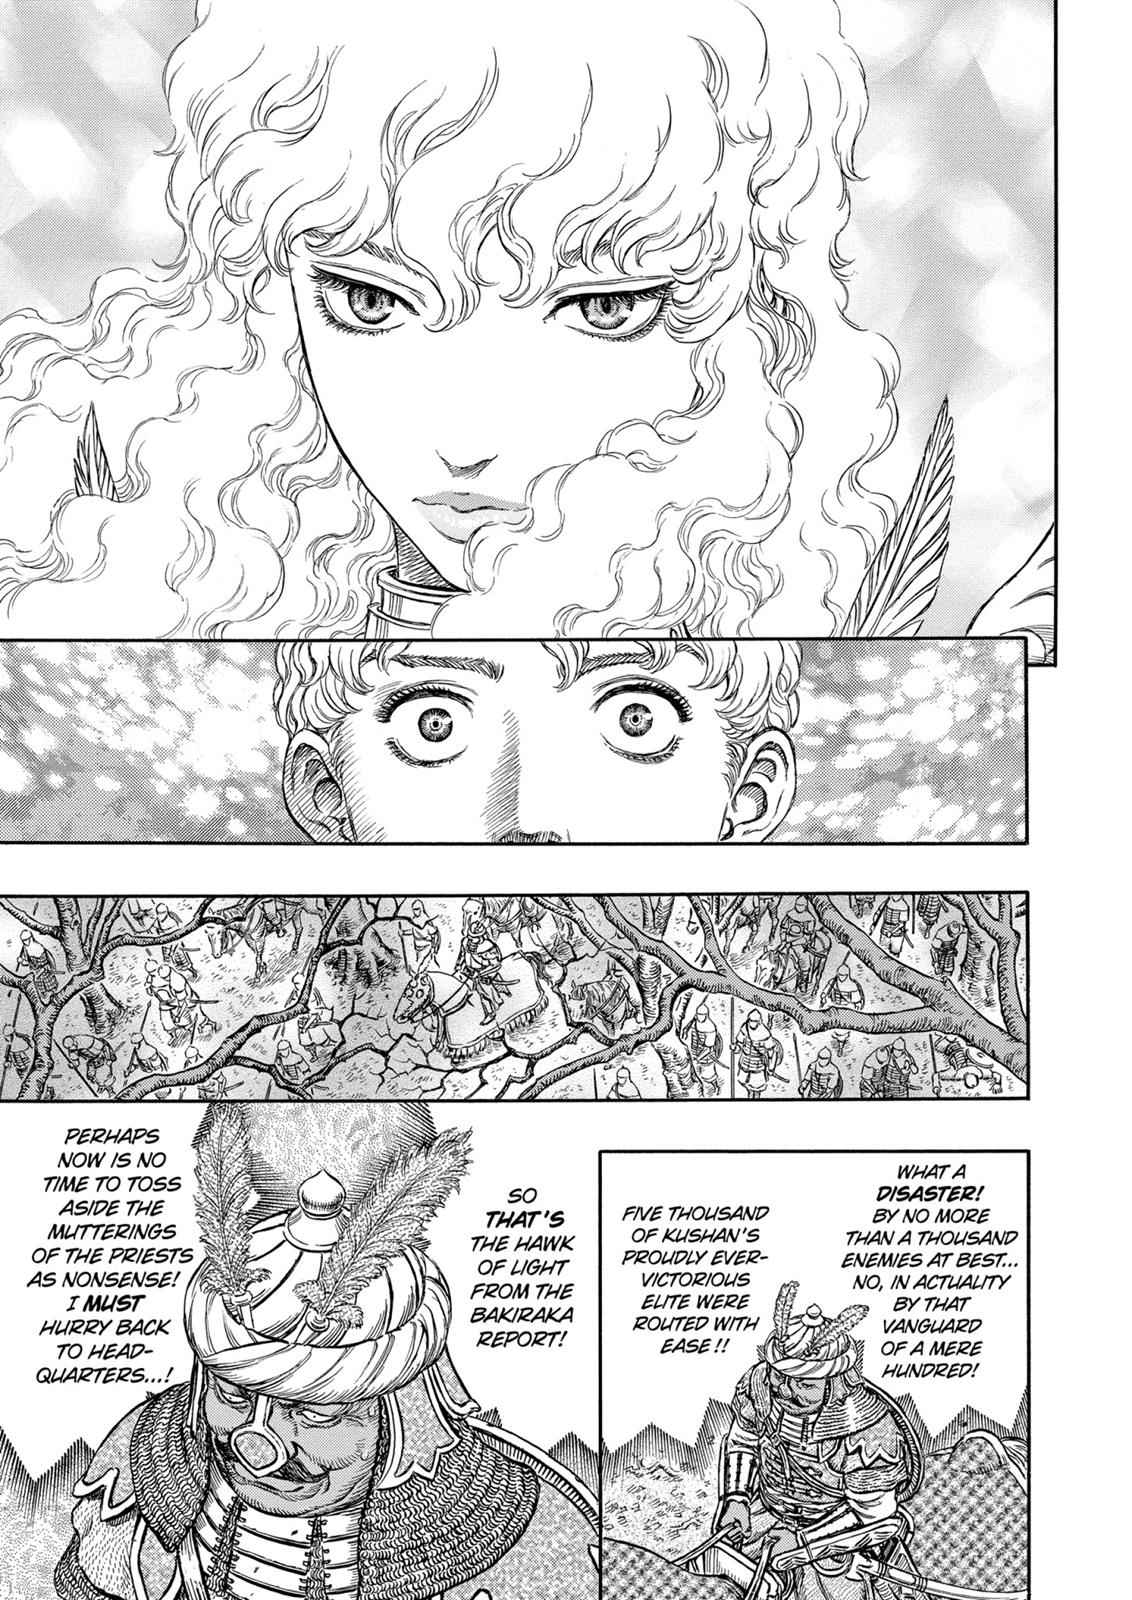 WHAT A
DISASTER!
BY NO MORE
THAN A THOUSAND
ENEMIES AT BEST...
NO, IN ACTUALITY
BY THAT
VANGUARD
OF A MERE
HUNDRED!
FIVE THOUSAND
OF KUSHAN'S
PROUDLY EVER-
VICTORIOUS
ELITE WERE
ROUTED WITH
EASE!!
SO
THAT'S
THE HAWK
OF LIGHT
FROM THE
BAKIRAKA
REPORT!
PERHAPS
NOW IS NO
TIME TO TOSS
ASIDE THE
MUTTERINGS
OF THE PRIESTS
AS NONSENSE!
I MUST
HURRY BACK
TO HEAD-
QUARTERS...!